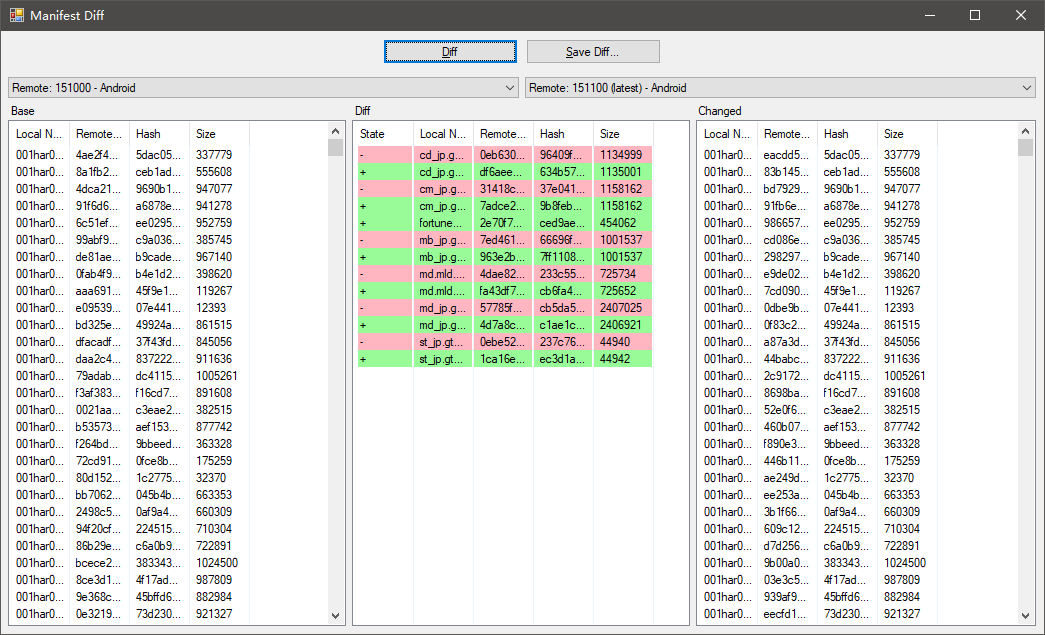 Manifest Diff
Diff
Save Diff...
Remote: 151000 - Android
Remote: 151100 (latest) - Android
Base
Local N... Remote... Hash Size
001har0... 4ae2f4... 5dac05... 337779
001har0... 8a1fb2... ceb1ad... 555608
001har0... 4dca21... 9690b1... 947077
001har0... 91f6d6... a6878e... 941278
001har0... 6c51ef... ee0295... 952759
001har0... 99abf9... c9a036... 385745
001har0... de81ae... b9cade... 967140
001har0... 0fab4f9... b4e1d2... 398620
001har0... aaa691... 45f9e1... 119267
001har0... e09539... 07e441... 12393
001har0... bd325e... 49924a... 861515
001har0... dfacadf... 37f43fd... 845056
001har0... daa2c4... 837222... 911636
001har0... 79adab... dc4115... 1005261
001har0... f3af383... f16cd7... 891608
001har0... 0021aa... c3eae2... 382515
001har0... b53573... aef153... 877742
001har0... f264bd... 9bbeed... 363328
001har0... 72cd91... 0fce8b... 175259
001har0... 80d152... 1c2775... 32370
001har0... bb7062... 045b4b... 663353
001har0... 2498c5... 0af9a4... 660309
001har0... 94f20cf... 224515... 710304
001har0... 86b29e... c6a0b9... 722891
001har0... bcece2... 383343... 1024500
001har0... 8ce3d1... 4f17ad... 987809
001har0... 9e368c... 45bffd6... 882984
001har0... 0e3219... 73d230... 921327
Diff
State Local N... Remote... Hash Size
- cd_jp.g... 0eb630... 96409f... 1134999
+ cd_jp.g... df6aee... 634b57... 1135001
- cm_jp.g... 31418c... 37e041... 1158162
+ cm_jp.g... 7adce2... 9b8feb... 1158162
+ fortune... 2e70f7... ced9ae... 454062
- mb_jp.g... 7ed461... 66696f... 1001537
+ mb_jp.g... 963e2b... 7ff1108... 1001537
- md.mld.... 4dae82... 233c55... 725734
+ md.mld.... fa43df7... cb6fa4... 725652
- md_jp.g... 57785f... cb5da5... 2407025
+ md_jp.g... 4d7a8c... c1ae1c... 2406921
- st_jp.gt... 0ebe52... 237c76... 44940
+ st_jp.gt... 1ca16e... ec3d1a... 44942
Changed
Local N... Remote... Hash Size
001har0... eacdd5... 5dac05... 337779
001har0... 83b145... ceb1ad... 555608
001har0... bd7929... 9690b1... 947077
001har0... 91fb6e... a6878e... 941278
001har0... 986657... ee0295... 952759
001har0... cd086e... c9a036... 385745
001har0... 298297... b9cade... 967140
001har0... e9de02... b4e1d2... 398620
001har0... 7cd090... 45f9e1... 119267
001har0... 0dbe9b... 07e441... 12393
001har0... 0f83c2... 49924a... 861515
001har0... a87a3d... 37f43fd... 845056
001har0... 44babc... 837222... 911636
001har0... 2c9172... dc4115... 1005261
001har0... 8698ba... f16cd7... 891608
001har0... 52e0f6... c3eae2... 382515
001har0... 460b07... aef153... 877742
001har0... f890e3... 9bbeed... 363328
001har0... 446b11... 0fce8b... 175259
001har0... ae249d... 1c2775... 32370
001har0... ee253a... 045b4b... 663353
001har0... 3b1f66... 0af9a4... 660309
001har0... 609c12... 224515... 710304
001har0... d7d256... c6a0b9... 722891
001har0... 9b00a0... 383343... 1024500
001har0... 03e3c5... 4f17ad... 987809
001har0... 939af9... 45bffd6... 882984
001har0... eecfd1... 73d230... 921327